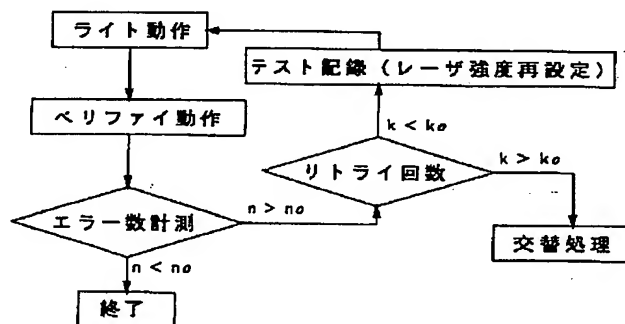 ライト動作
テスト記録（レーザ強度再設定）
ベリファイ動作
k < ko
リトライ回数
k > ko
エラー数計測
n > no
交替処理
n < no
終了